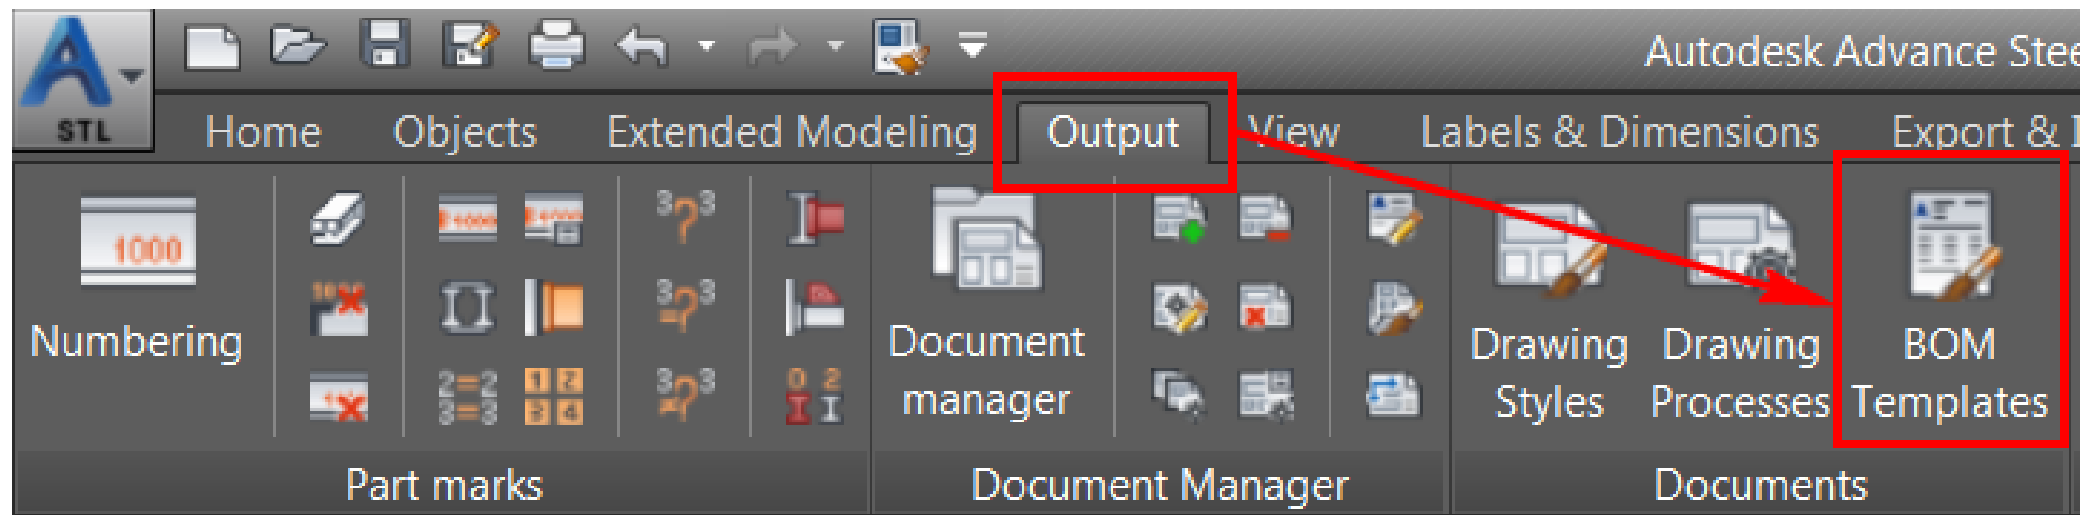 Autodesk Advance Stee
STL
Home Objects Extended Modeling Output View Labels & Dimensions Export & I
1000
Numbering
Document
manager
Drawing
Styles
Drawing
Processes
BOM
Templates
Part marks
Document Manager
Documents